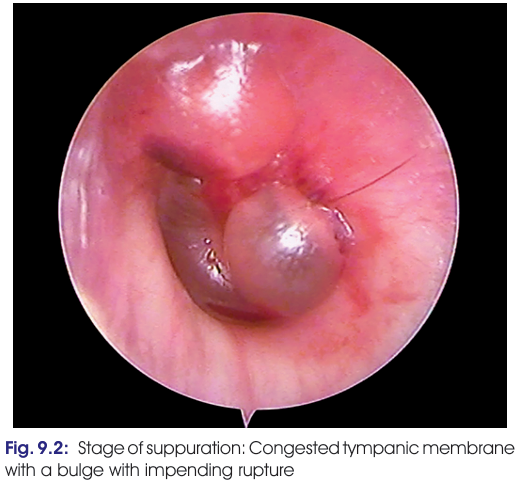 Fig. 9.2: Stage of suppuration: Congested tympanic membrane
with a bulge with impending rupture